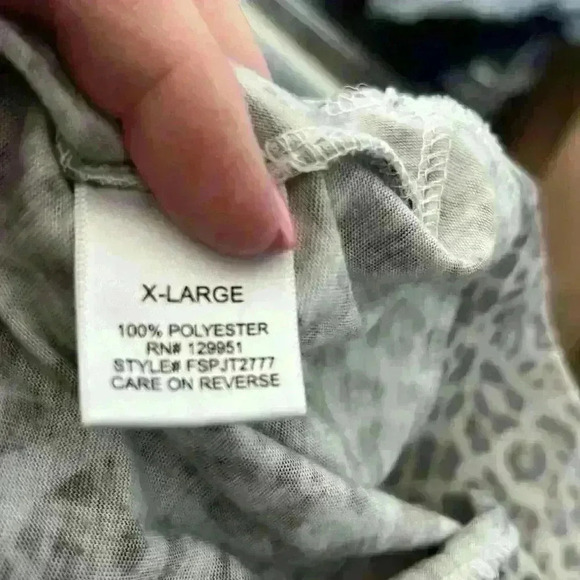 X-LARGE
100% POLYESTER
RN# 129951
STYLE# FSPJT2777
CARE ON REVERSE